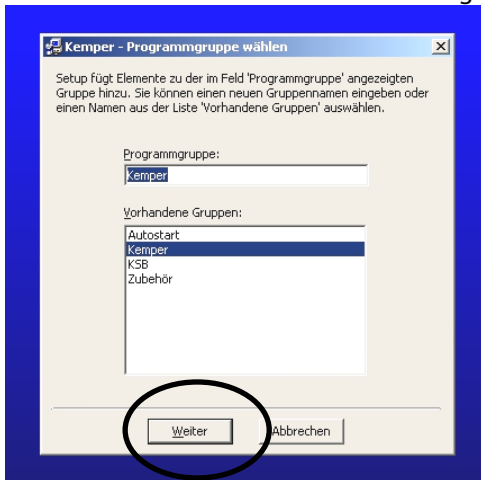 Kemper - Programmgruppe wählen
Setup fügt Elemente zu der im Feld 'Programmgruppe' angezeigten
Gruppe hinzu. Sie können einen neuen Gruppennamen eingeben oder
einen Namen aus der Liste 'Vorhandene Gruppen' auswählen.
Programmgruppe:
Kemper
Vorhandene Gruppen:
Autostart
Kemper
KSB
Zubehör
Weiter Abbrechen